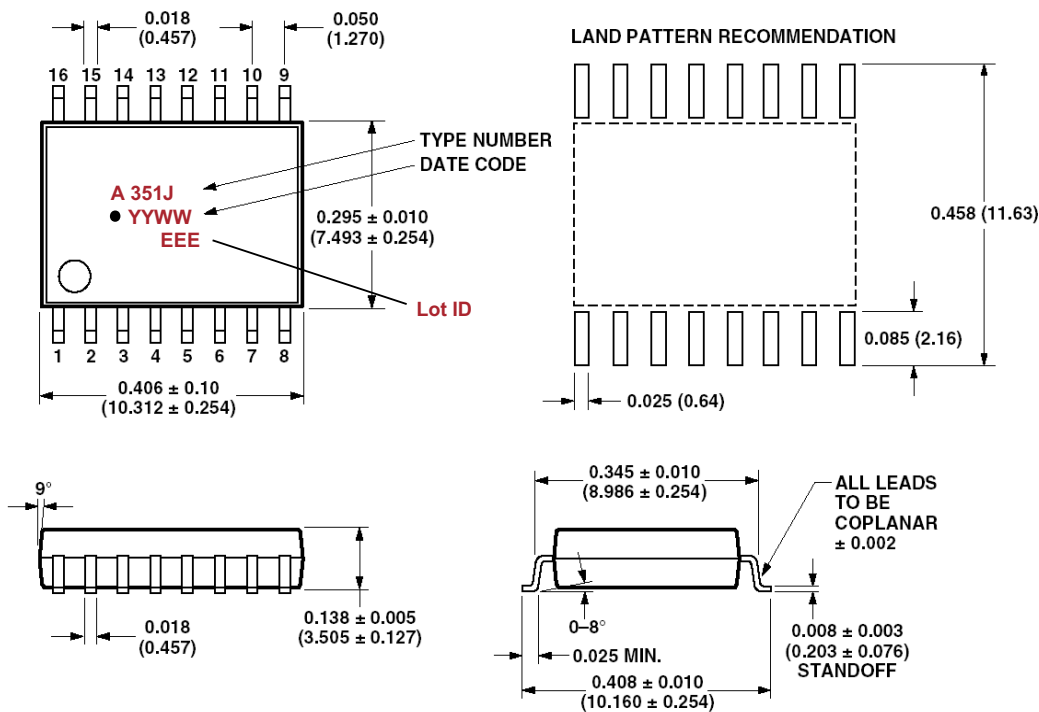 0.018
(0.457)
0.050
(1.270)
LAND PATTERN RECOMMENDATION
16 15 14 13 12 11 10 9
TYPE NUMBER
DATE CODE
A 351J
YYWW
EEE
0.295 ± 0.010
(7.493 ± 0.254)
0.458 (11.63)
Lot ID
1 2 3 4 5 6 7 8
0.085 (2.16)
0.406 ± 0.10
(10.312 ± 0.254)
0.025 (0.64)
9°
0.345 ± 0.010
(8.986 ± 0.254)
ALL LEADS
TO BE
COPLANAR
± 0.002
0.018
(0.457)
0.138 ± 0.005
(3.505 ± 0.127)
0–8°
0.025 MIN.
0.408 ± 0.010
(10.160 ± 0.254)
0.008 ± 0.003
(0.203 ± 0.076)
STANDOFF